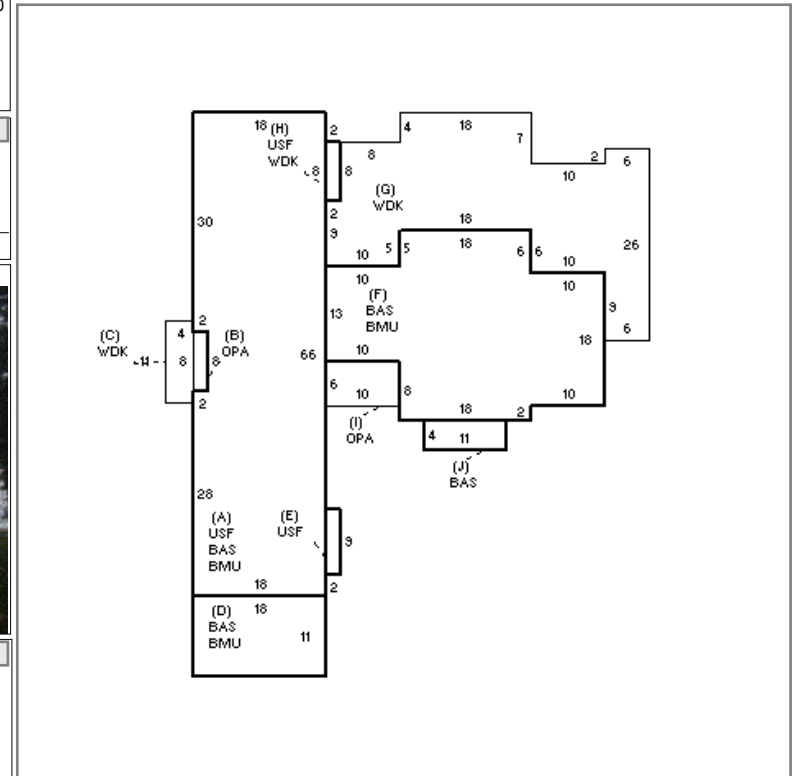 18 (H)
USF
WDK
2
8 8
2
9
4 18
8
7
10
2 6
(G)
WDK
30
10 5 5
18
18
6 6
10
10
10
26
(F)
BAS
BMU
13
9
18
6
2
4
(C)
WDK
11 8 8
(B)
OPA
2
66
10
6
10
8
18 2
10
(I)
OPA
4 11
(J)
BAS
28
(A)
USF
BAS
BMU
(E)
USF
9
18
2
(D)
BAS
BMU
18
11